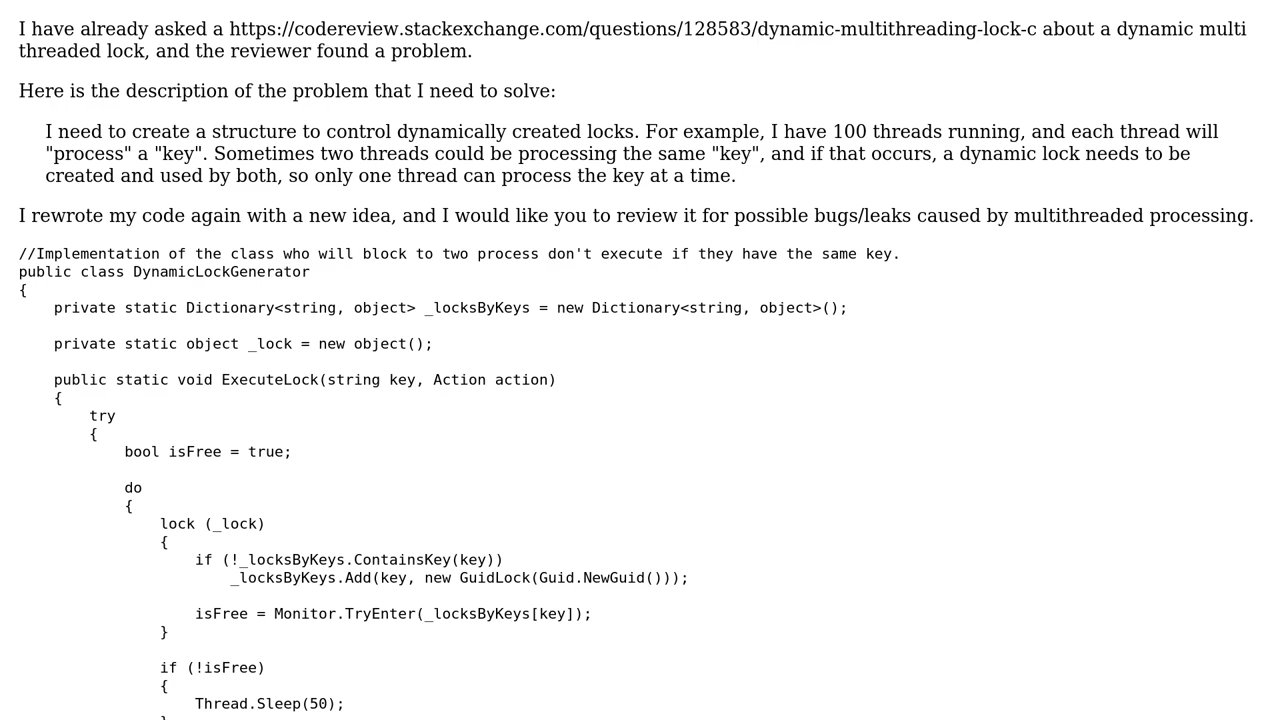 I have already asked a https://codereview.stackexchange.com/questions/128583/dynamic-multithreading-lock-c about a dynamic multi
threaded lock, and the reviewer found a problem.
Here is the description of the problem that I need to solve:
I need to create a structure to control dynamically created locks. For example, I have 100 threads running, and each thread will
"process" a "key". Sometimes two threads could be processing the same "key", and if that occurs, a dynamic lock needs to be
created and used by both, so only one thread can process the key at a time.
I rewrote my code again with a new idea, and I would like you to review it for possible bugs/leaks caused by multithreaded processing.
//Implementation of the class who will block to two process don't execute if they have the same key.
public class DynamicLockGenerator
{
    private static Dictionary<string, object> _locksByKeys = new Dictionary<string, object>();
    private static object _lock = new object();
    public static void ExecuteLock(string key, Action action)
    {
        try
        {
            bool isFree = true;
            do
            {
                lock (_lock)
                {
                    if (!_locksByKeys.ContainsKey(key))
                        _locksByKeys.Add(key, new GuidLock(Guid.NewGuid()));
                    isFree = Monitor.TryEnter(_locksByKeys[key]);
                }
                if (!isFree)
                {
                    Thread.Sleep(50);